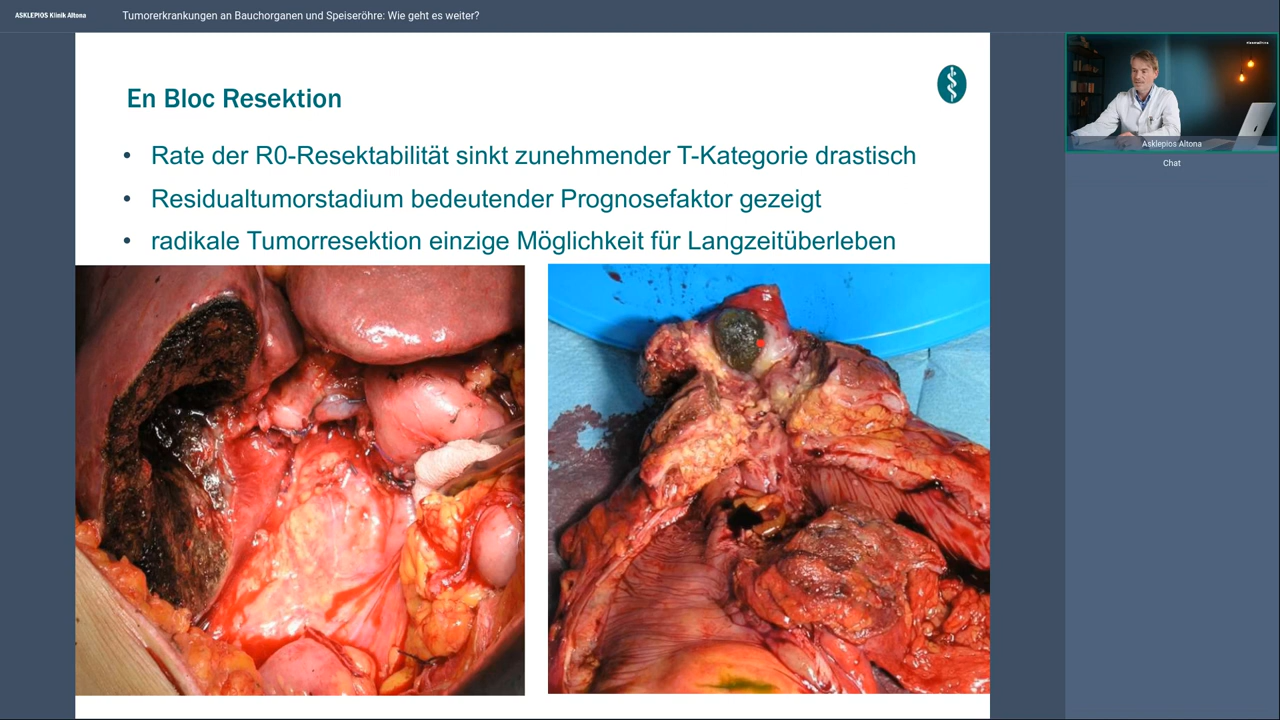 ASKLEPIOS Klinik Altona
Tumorerkrankungen an Bauchorganen und Speiseröhre: Wie geht es weiter?
En Bloc Resektion
• Rate der R0-Resektabilität sinkt zunehmender T-Kategorie drastisch
• Residualtumorstadium bedeutender Prognosefaktor gezeigt
• radikale Tumorresektion einzige Möglichkeit für Langzeitüberleben
Asklepios Altona
Chat